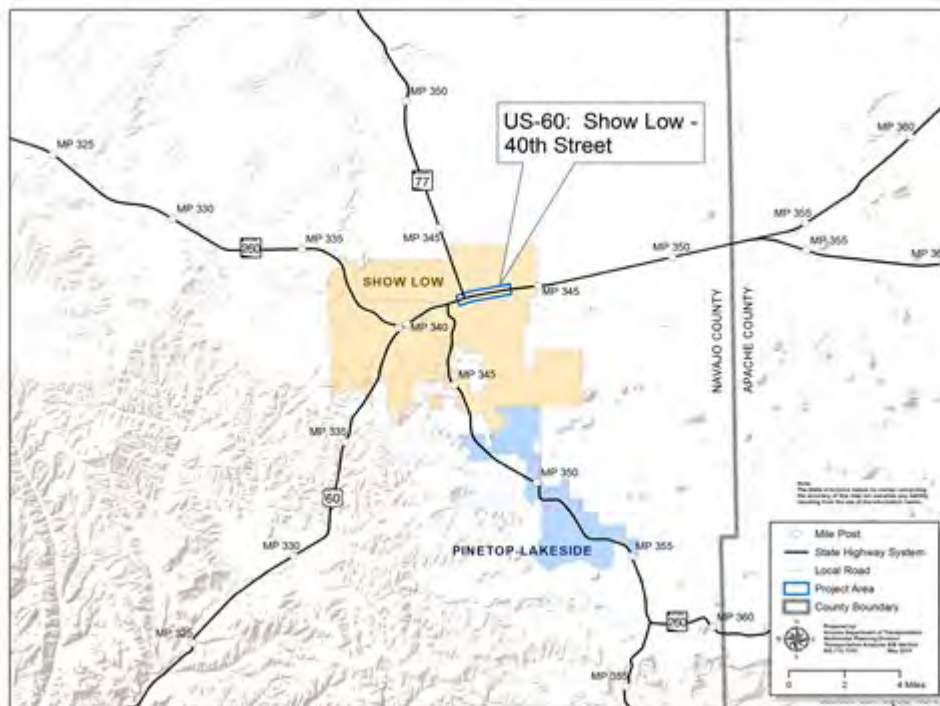 MP 350
US-60: Show Low -
40th Street
MP 360
MP 325
77
MP 330
MP 345
MP 355
MP 355
260
MP 335
MP 350
SHOW LOW
MP 345
MP 340
NAVAJO COUNTY
APACHE COUNTY
MP 345
MP 335
MP 350
60
MP 330
PINETOP-LAKESIDE
MP 355
260
MP 360
MP 325
MP 355
Mile Post
State Highway System
Local Road
Project Area
County Boundary
0 2 4 Miles